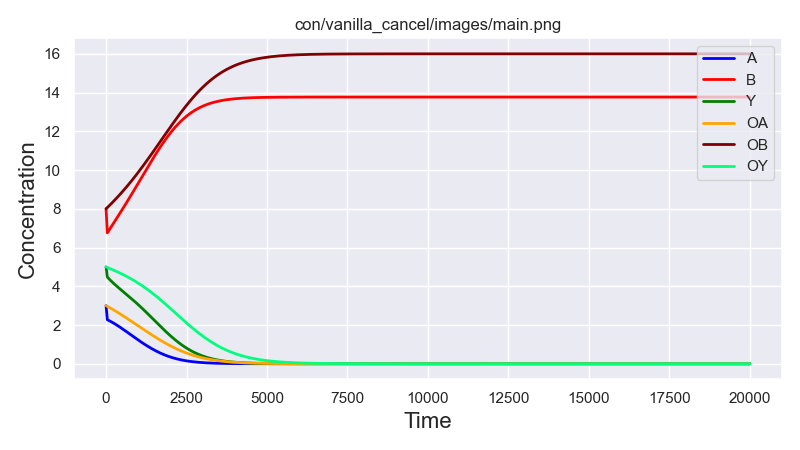 con/vanilla_cancel/images/main.png
Concentration
16
14
12
10
8
6
4
2
0
A
B
Y
OA
OB
OY
0 2500 5000 7500 10000 12500 15000 17500 20000
Time